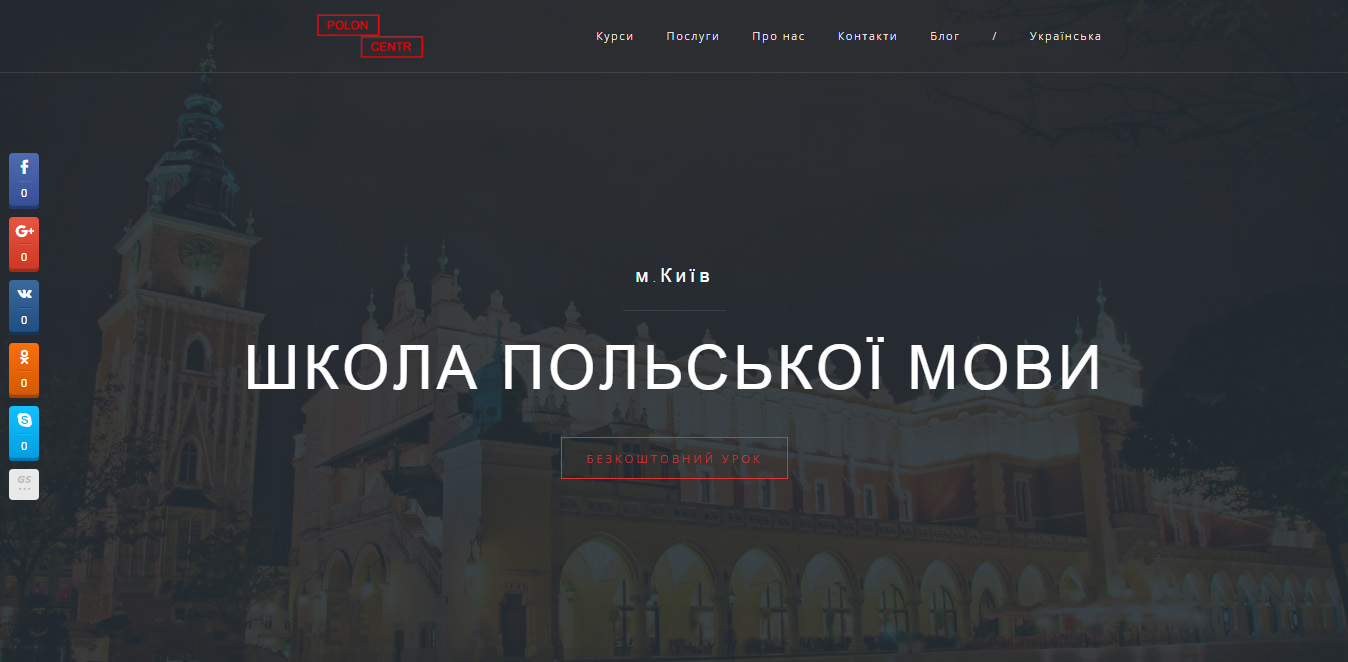 POLON
CENTR
Курси Послуги Про нас Контакти Блог / Українська
f
0
G+
0
0
0
S
0
GS
м.Київ
ШКОЛА ПОЛЬСЬКОЇ МОВИ
БЕЗКОШТОВНИЙ УРОК